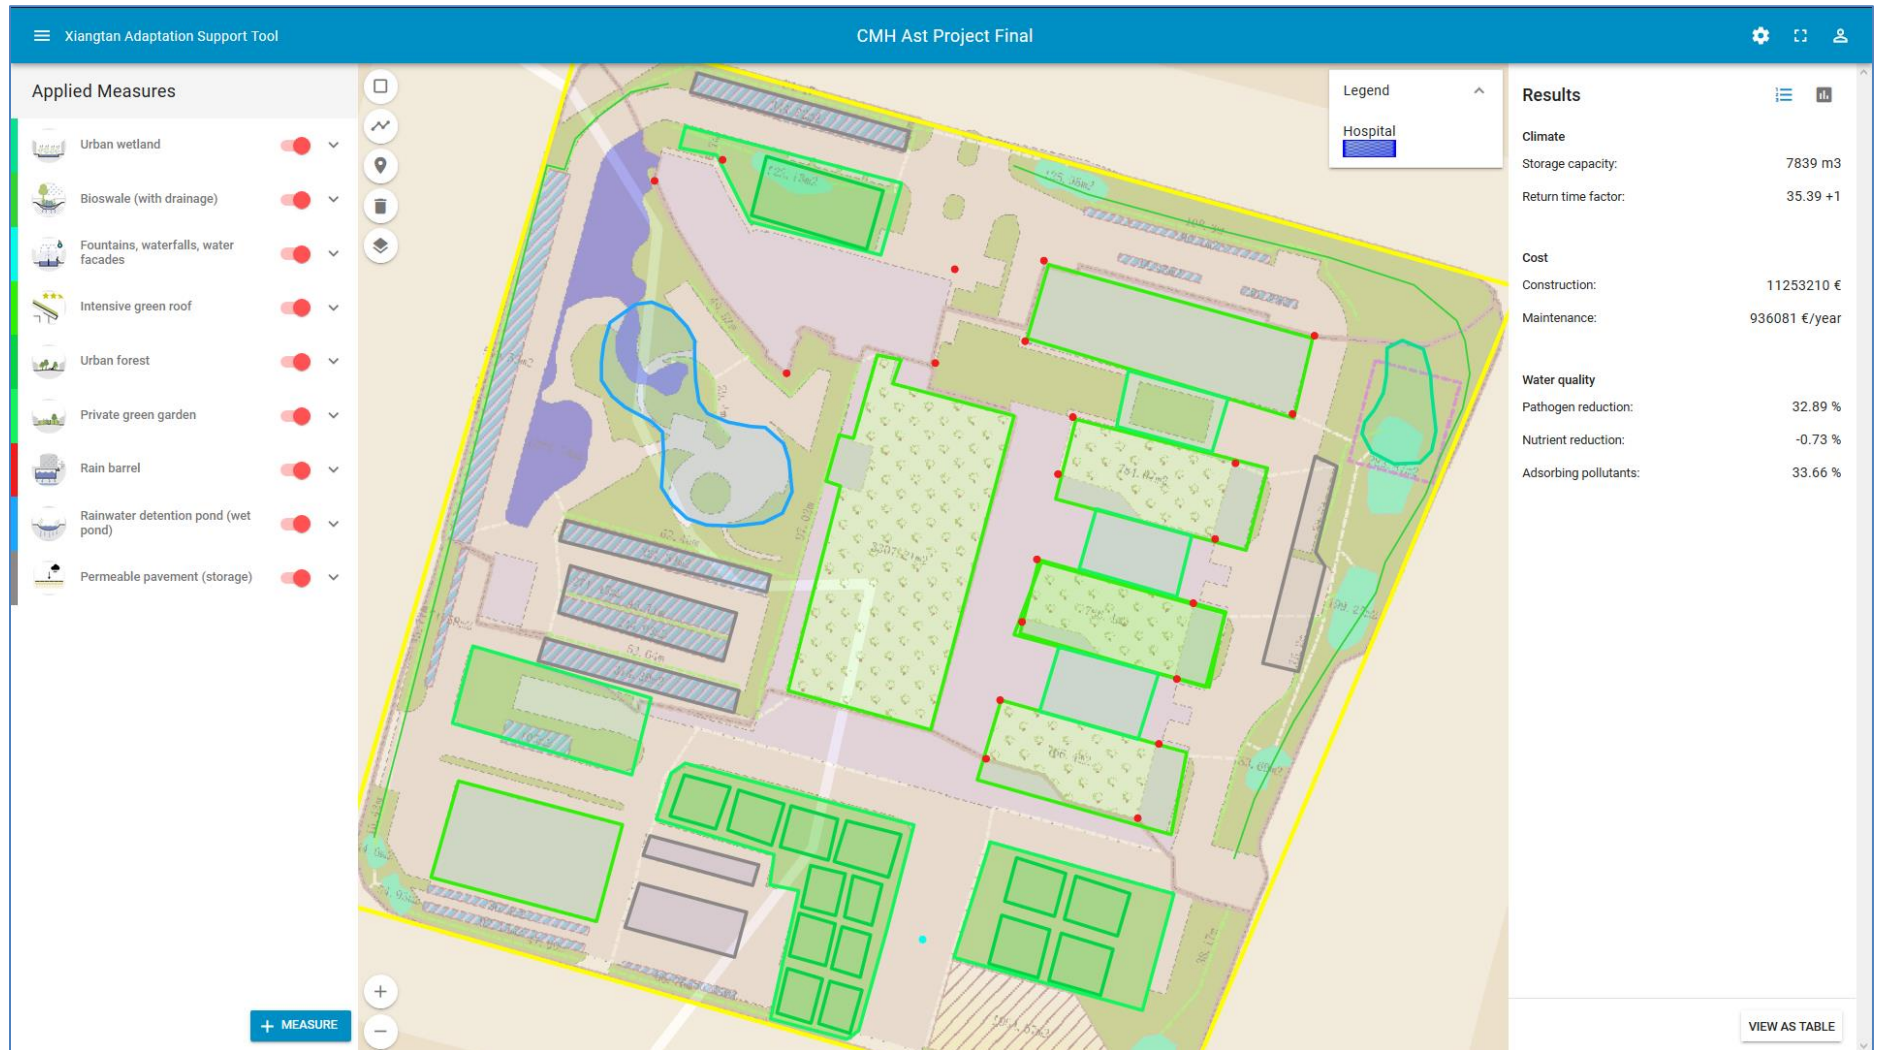 Xiangtan Adaptation Support Tool
CMH Ast Project Final
Applied Measures
Urban wetland
Bioswale (with drainage)
Fountains, waterfalls, water
facades
Intensive green roof
Urban forest
Private green garden
Rain barrel
Rainwater detention pond (wet
pond)
Permeable pavement (storage)
+ MEASURE
Legend
Hospital
Results
Climate
Storage capacity: 7839 m3
Return time factor: 35.39 +1
Cost
Construction: 11253210 €
Maintenance: 936081 €/year
Water quality
Pathogen reduction: 32.89 %
Nutrient reduction: -0.73 %
Adsorbing pollutants: 33.66 %
VIEW AS TABLE